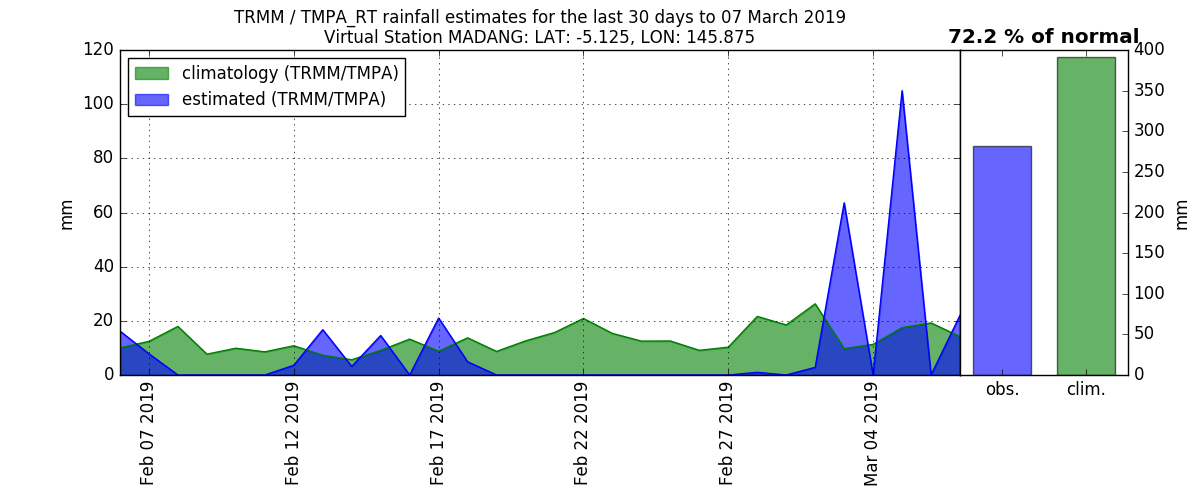 TRMM / TMPA_RT rainfall estimates for the last 30 days to 07 March 2019
Virtual Station MADANG: LAT: -5.125, LON: 145.875
72.2 % of normal
climatology (TRMM/TMPA)
estimated (TRMM/TMPA)
120
100
80
60
40
20
0
mm
400
350
300
250
200
150
100
50
0
mm
Feb 07 2019
Feb 12 2019
Feb 17 2019
Feb 22 2019
Feb 27 2019
Mar 04 2019
obs.
clim.